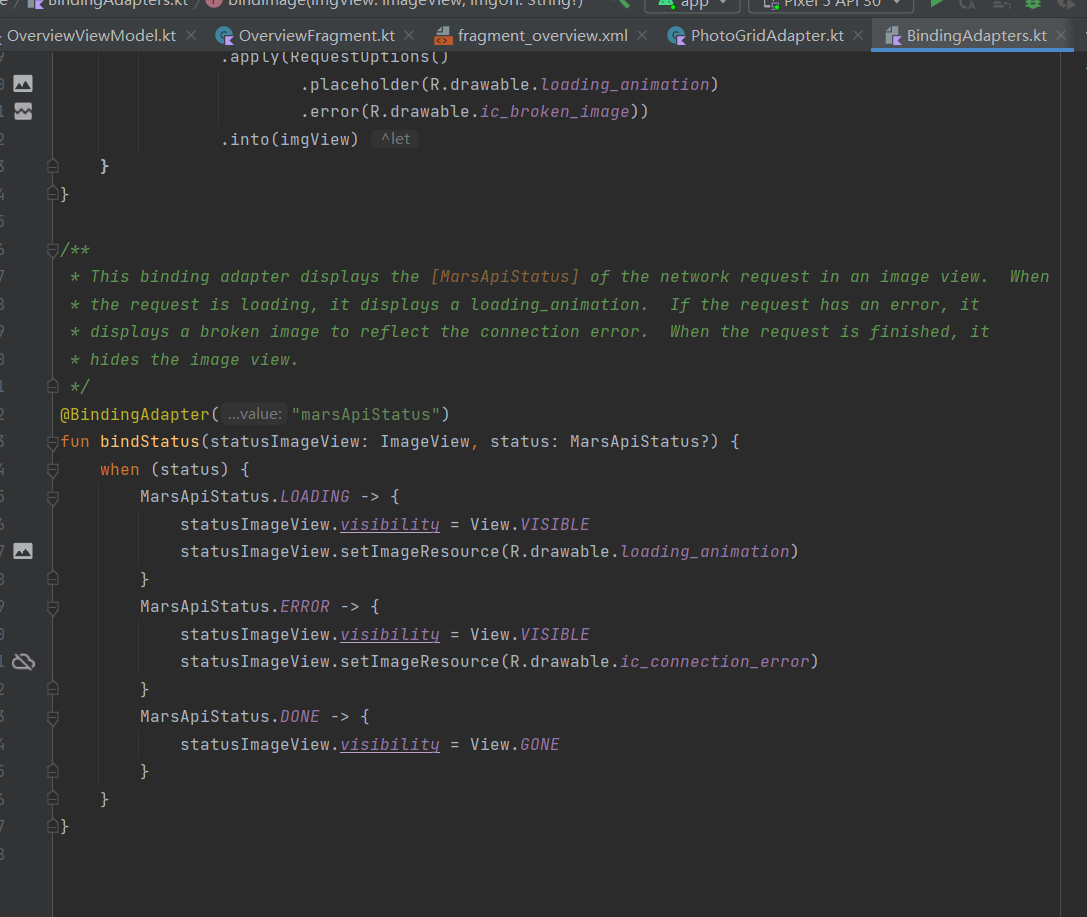 BindingAdapters.kt bindImage(imgView: ImageView, imgUrl: String?) app Pixel 5 API 30
OverviewViewModel.kt OverviewFragment.kt fragment_overview.xml PhotoGridAdapter.kt BindingAdapters.kt
.apply(RequestOptions()
.placeholder(R.drawable.loading_animation)
.error(R.drawable.ic_broken_image))
.into(imgView) ^let
}
}
/**
* This binding adapter displays the [MarsApiStatus] of the network request in an image view.  When
* the request is loading, it displays a loading_animation.  If the request has an error, it
* displays a broken image to reflect the connection error.  When the request is finished, it
* hides the image view.
*/
@BindingAdapter( ...value: "marsApiStatus")
fun bindStatus(statusImageView: ImageView, status: MarsApiStatus?) {
when (status) {
MarsApiStatus.LOADING -> {
statusImageView.visibility = View.VISIBLE
statusImageView.setImageResource(R.drawable.loading_animation)
}
MarsApiStatus.ERROR -> {
statusImageView.visibility = View.VISIBLE
statusImageView.setImageResource(R.drawable.ic_connection_error)
}
MarsApiStatus.DONE -> {
statusImageView.visibility = View.GONE
}
}
}